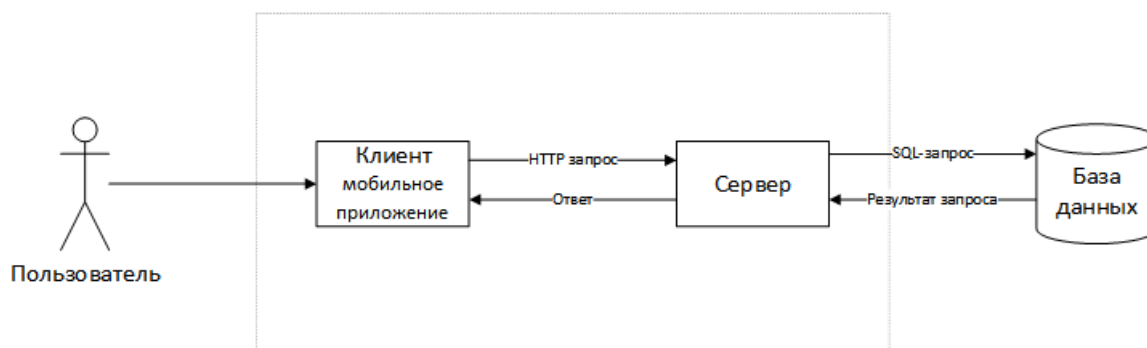 Пользователь
Клиент
мобильное
приложение
HTTP запрос
Ответ
Сервер
SQL-запрос
Результат запроса
База
данных